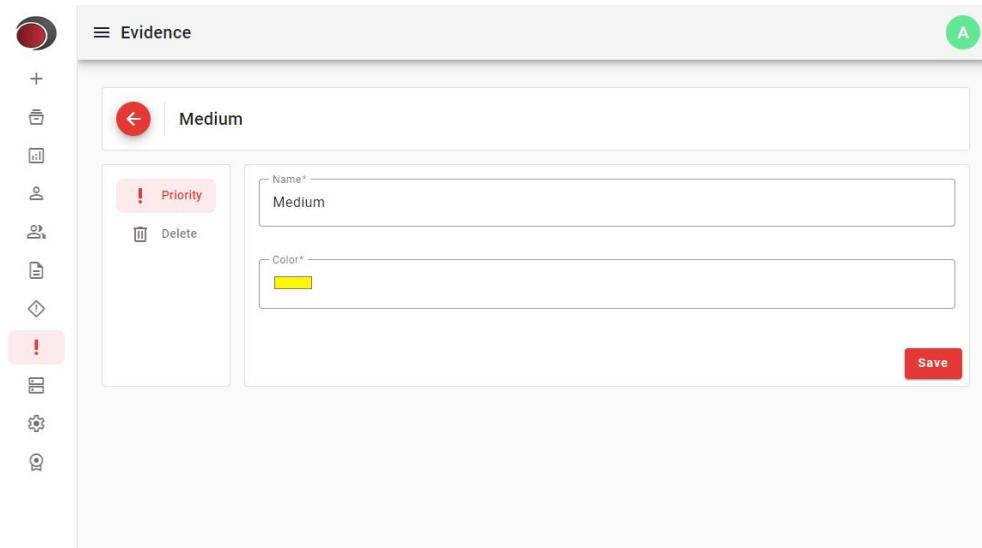 Evidence
A
Medium
Priority
Delete
Name*
Medium
Color*
Save